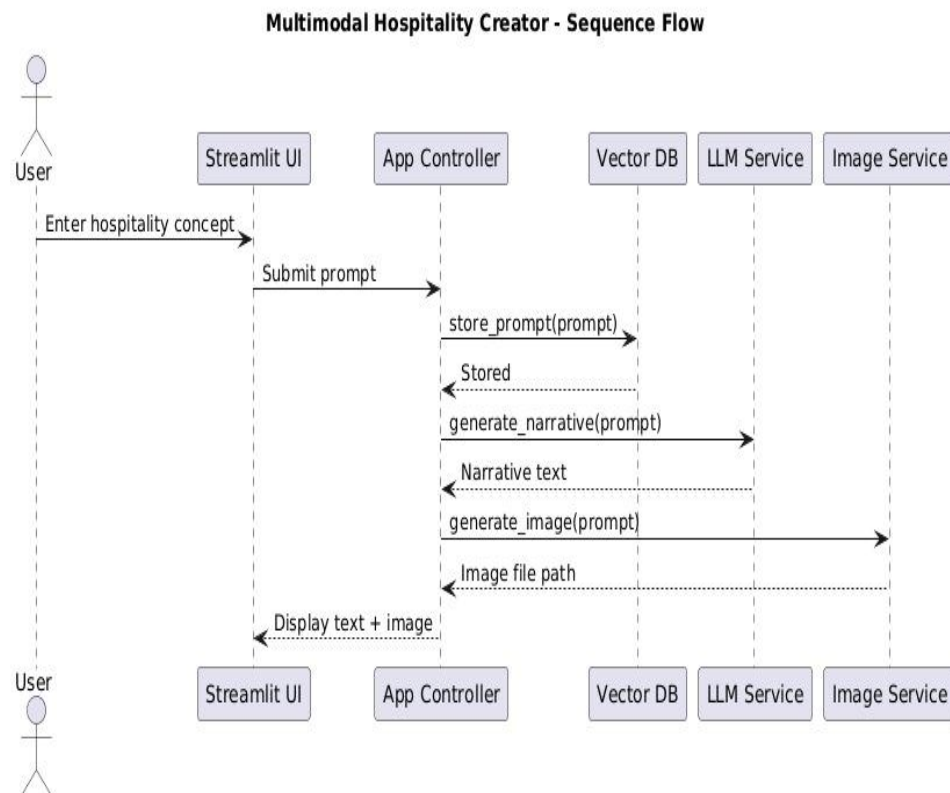 Multimodal Hospitality Creator - Sequence Flow
User
Streamlit UI
App Controller
Vector DB
LLM Service
Image Service
Enter hospitality concept
Submit prompt
store_prompt(prompt)
Stored
generate_narrative(prompt)
Narrative text
generate_image(prompt)
Image file path
Display text + image
User
Streamlit UI
App Controller
Vector DB
LLM Service
Image Service